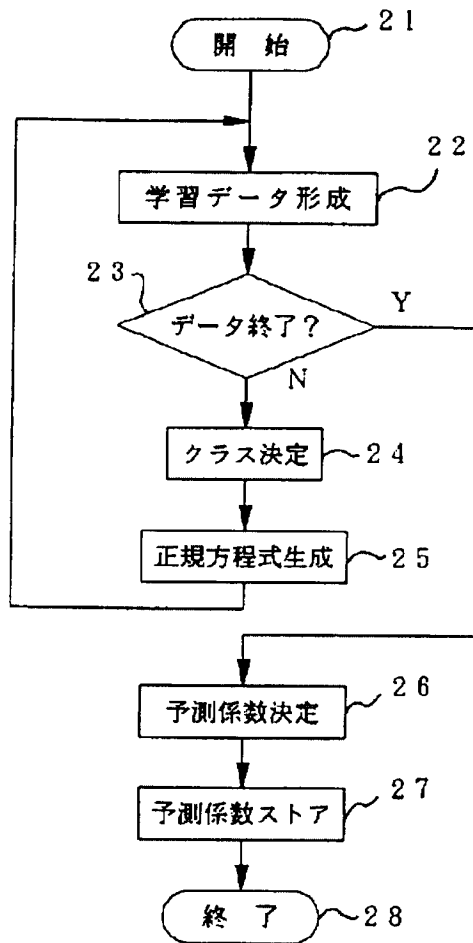 21
開始
22
学習データ形成
23
データ終了?
Y
N
クラス決定
24
正規方程式生成
25
26
予測係数決定
27
予測係数ストア
終了
28